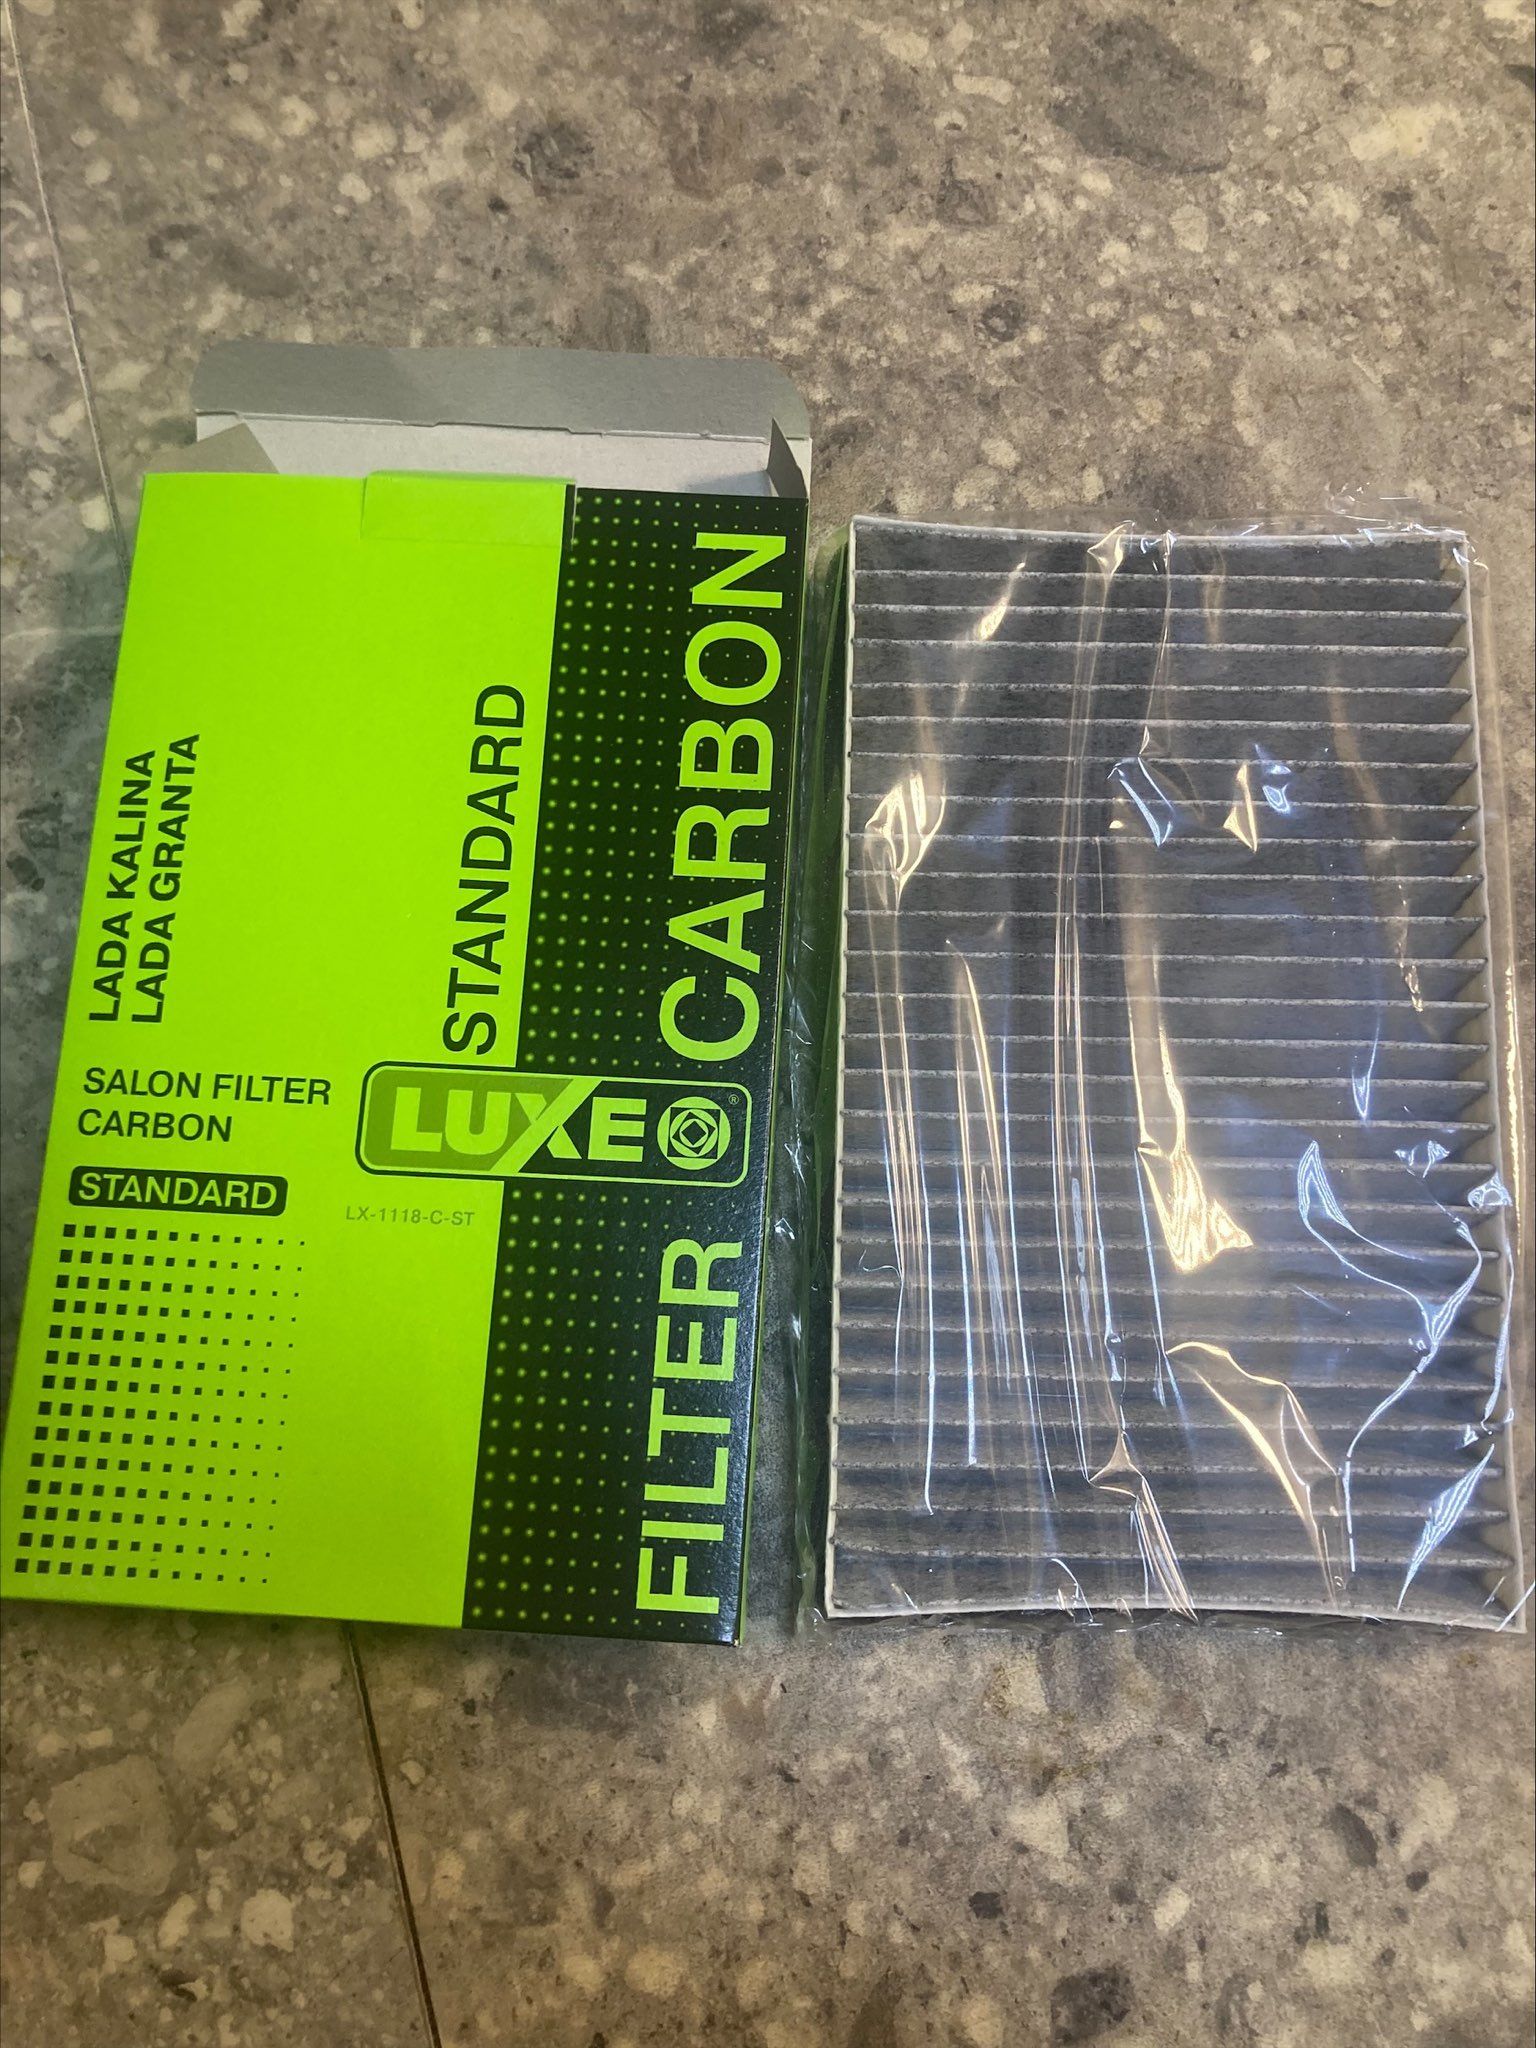 LADA KALINA
LADA GRANTA
SALON FILTER
CARBON
STANDARD
STANDARD
LUXE®
LX-1118-C-ST
FILTER CARBON